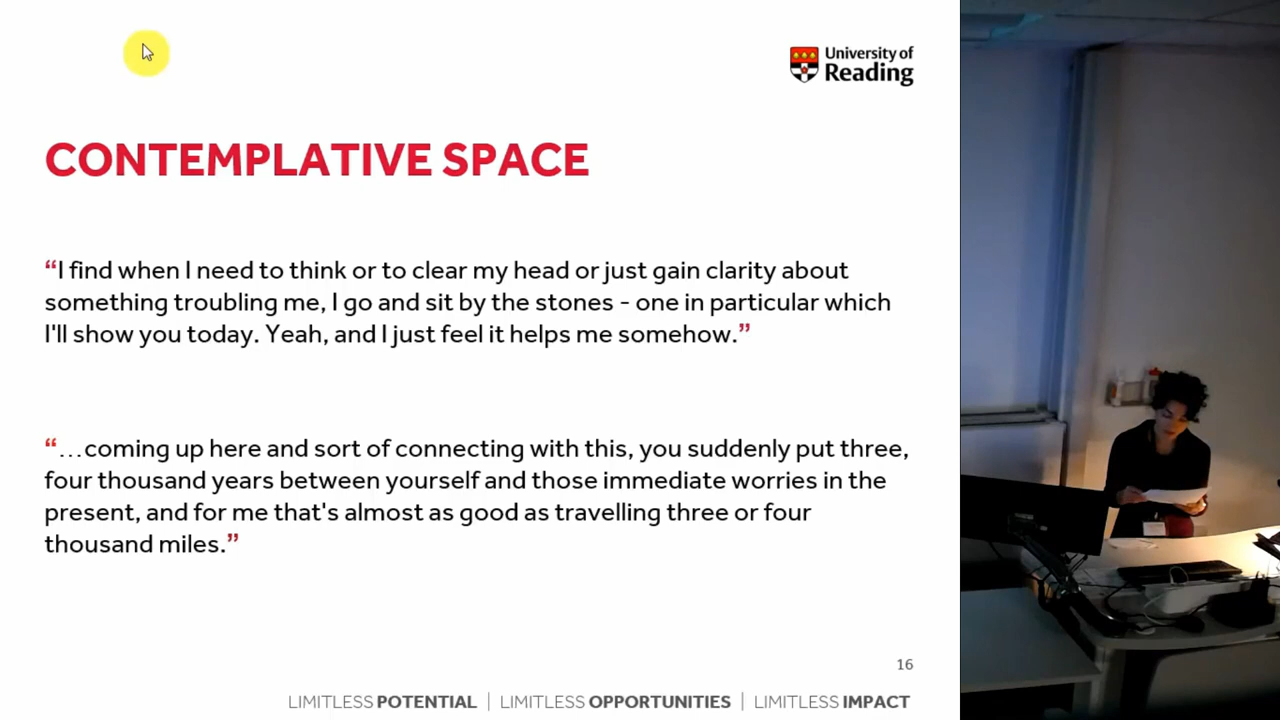 University of
Reading
CONTEMPLATIVE SPACE
“I find when I need to think or to clear my head or just gain clarity about
something troubling me, I go and sit by the stones - one in particular which
I'll show you today. Yeah, and I just feel it helps me somehow.”
“…coming up here and sort of connecting with this, you suddenly put three,
four thousand years between yourself and those immediate worries in the
present, and for me that's almost as good as travelling three or four
thousand miles.”
16
LIMITLESS POTENTIAL | LIMITLESS OPPORTUNITIES | LIMITLESS IMPACT